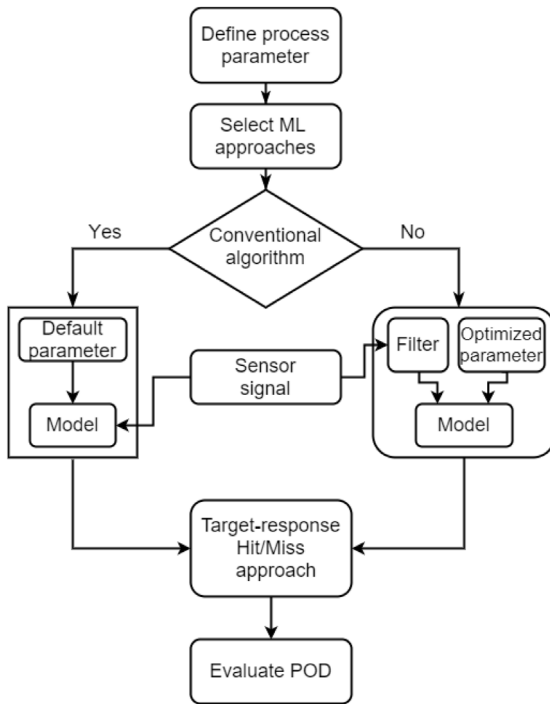 Define process
parameter
Select ML
approaches
Conventional
algorithm
Yes
No
Default
parameter
Model
Sensor
signal
Filter
Optimized
parameter
Model
Target-response
Hit/Miss
approach
Evaluate POD